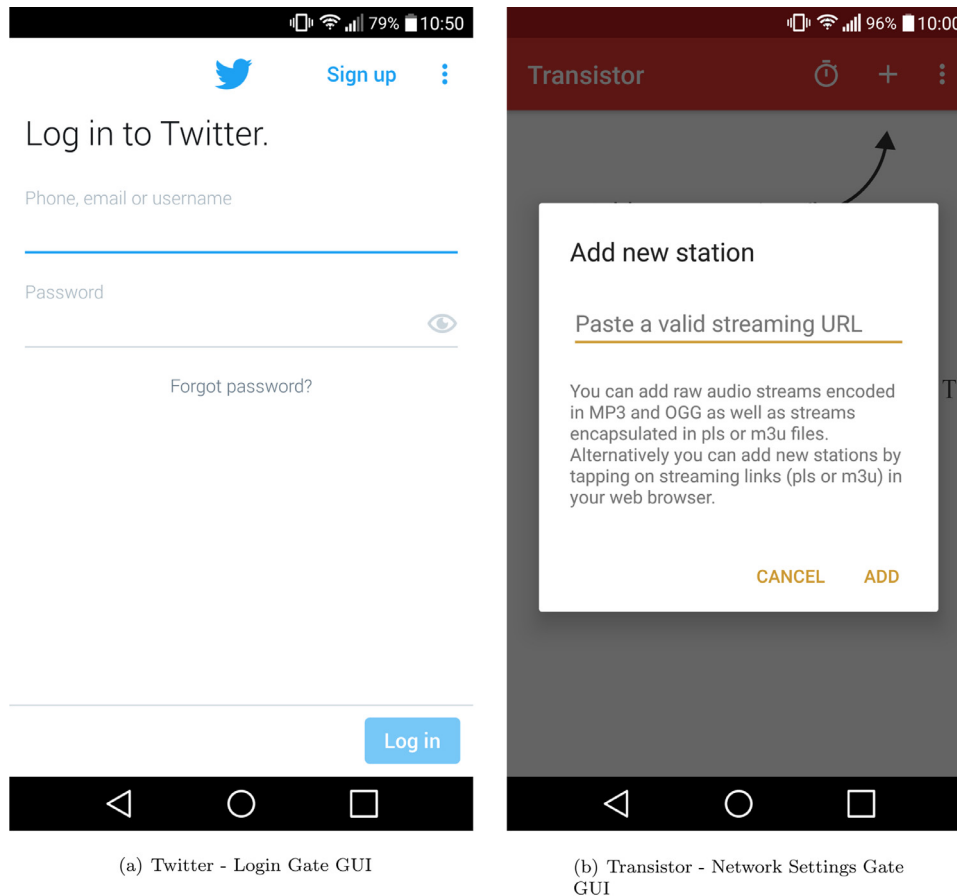 79% 10:50
Sign up
Log in to Twitter.
Phone, email or username
Password
Forgot password?
Log in
(a) Twitter - Login Gate GUI
96% 10:00
Transistor
Add new station
Paste a valid streaming URL
You can add raw audio streams encoded
in MP3 and OGG as well as streams
encapsulated in pls or m3u files.
Alternatively you can add new stations by
tapping on streaming links (pls or m3u) in
your web browser.
CANCEL ADD
T
(b) Transistor - Network Settings Gate
GUI